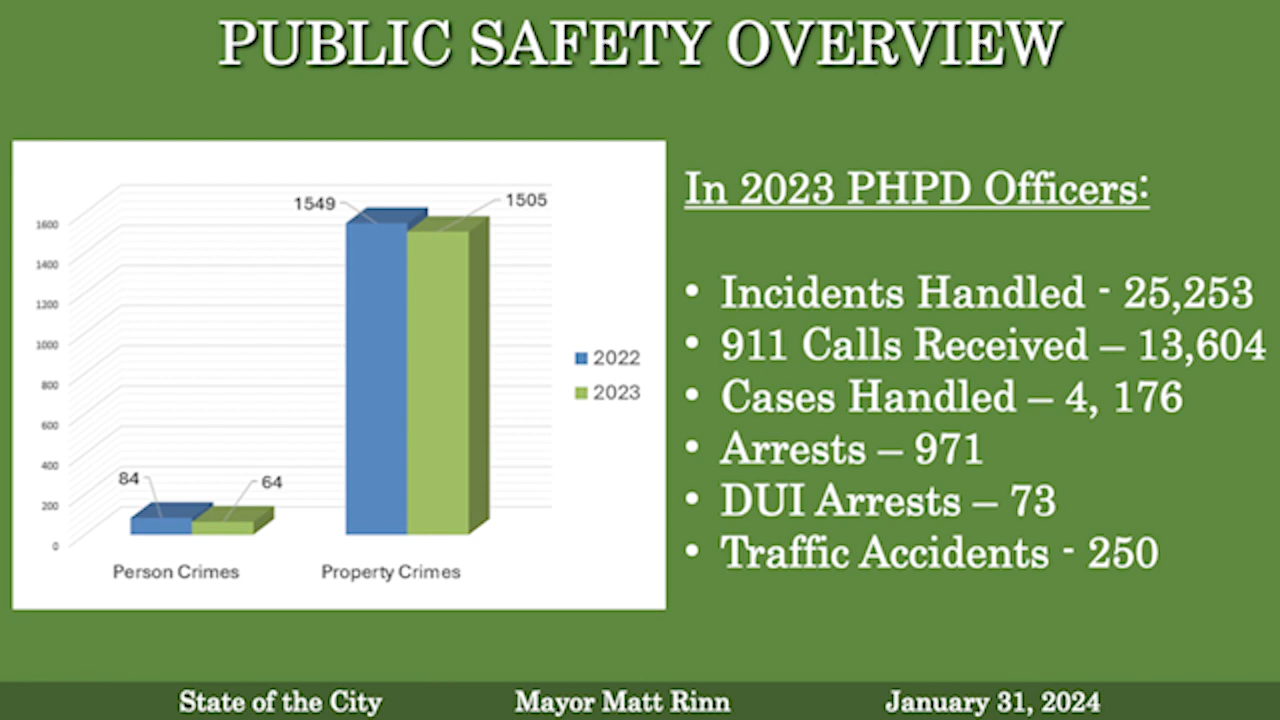 PUBLIC SAFETY OVERVIEW
1549
1505
1600
1400
1200
1000
800
600
400
200
0
84
64
Person Crimes
Property Crimes
2022
2023
In 2023 PHPD Officers:
• Incidents Handled - 25,253
• 911 Calls Received – 13,604
• Cases Handled – 4, 176
• Arrests – 971
• DUI Arrests – 73
• Traffic Accidents - 250
State of the City
Mayor Matt Rinn
January 31, 2024